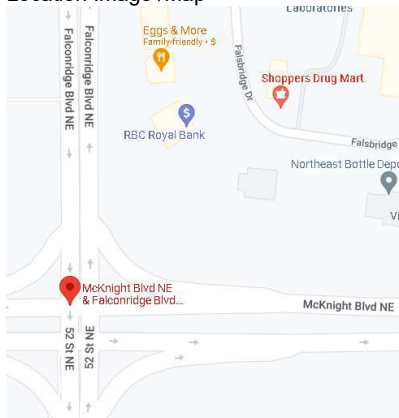 Location Image /Map
Laboratories
Eggs & More
Family-friendly · $
Falconridge Blvd NE
Falconridge Blvd NE
Falsbridge Dr
Shoppers Drug Mart
RBC Royal Bank
Falsbridge
Northeast Bottle Depo
Vi
McKnight Blvd NE
& Falconridge Blvd...
McKnight Blvd NE
52 St NE
52 St NE